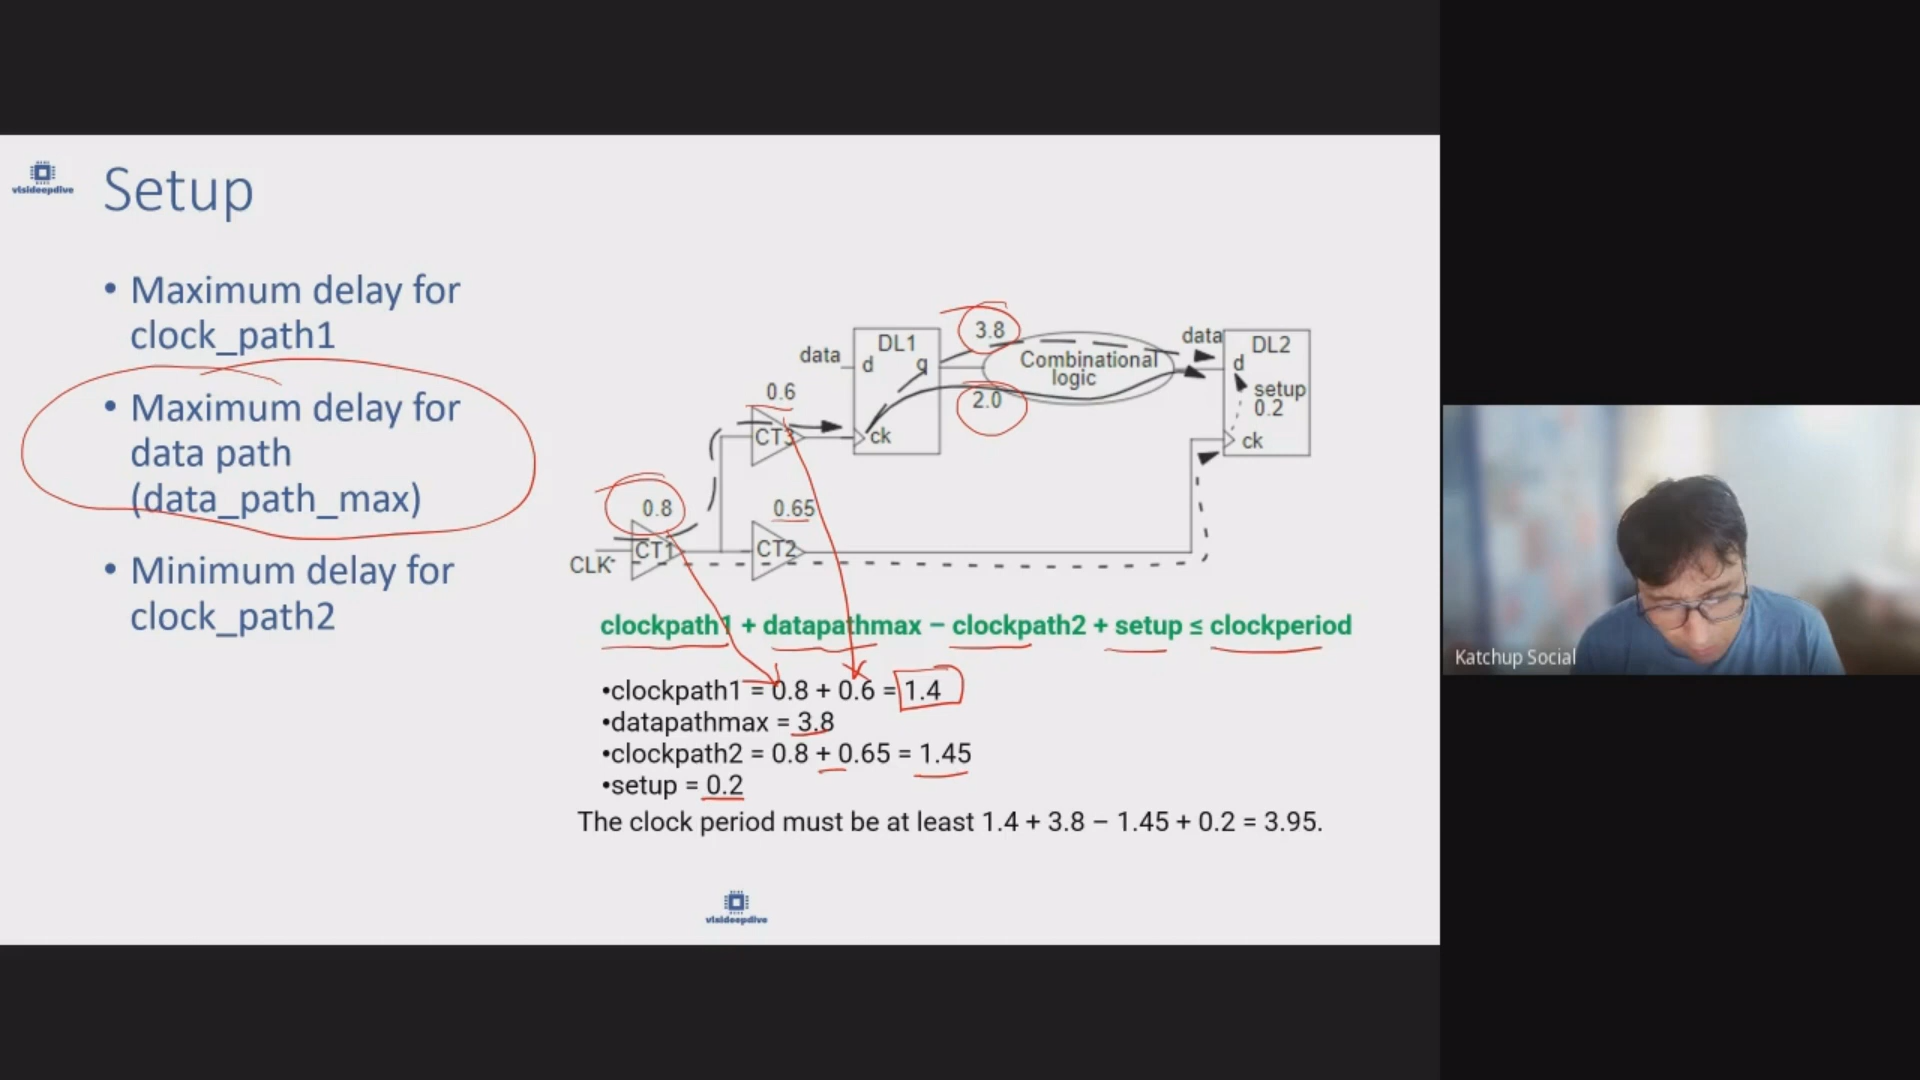 vlsideepdive
Setup
• Maximum delay for
clock_path1
• Maximum delay for
data path
(data_path_max)
• Minimum delay for
clock_path2
3.8
data
DL1
d
q
ck
Combinational
logic
2.0
data
DL2
d
setup
0.2
ck
0.6
CT3
0.8
CT1
0.65
CT2
CLK
clockpath1 + datapathmax – clockpath2 + setup ≤ clockperiod
•clockpath1 = 0.8 + 0.6 = 1.4
•datapathmax = 3.8
•clockpath2 = 0.8 + 0.65 = 1.45
•setup = 0.2
The clock period must be at least 1.4 + 3.8 – 1.45 + 0.2 = 3.95.
vlsideepdive
Katchup Social